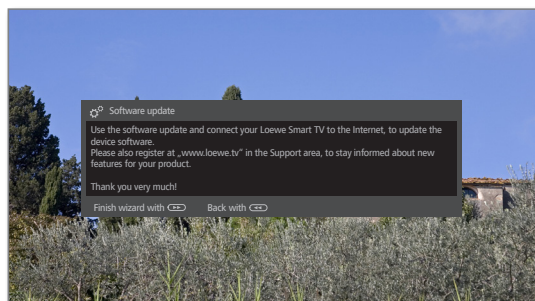 Software update
Use the software update and connect your Loewe Smart TV to the Internet, to update the
device software.
Please also register at „www.loewe.tv" in the Support area, to stay informed about new
features for your product.
Thank you very much!
Finish wizard with Back with